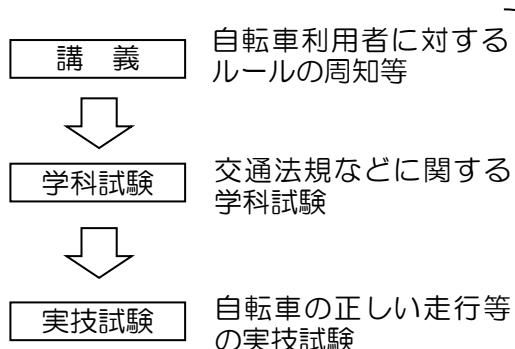 講　義
自転車利用者に対する
ルールの周知等
学科試験
交通法規などに関する
学科試験
実技試験
自転車の正しい走行等
の実技試験